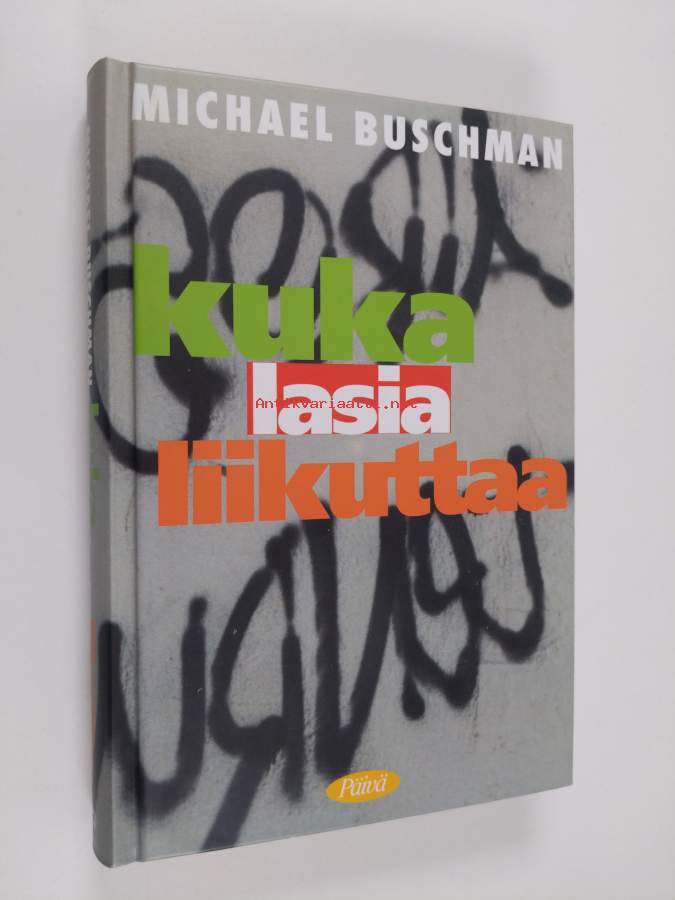 MICHAEL BUSCHMAN
kuka
lasia
Antikvariaatti.net
liikuttaa
Päivä